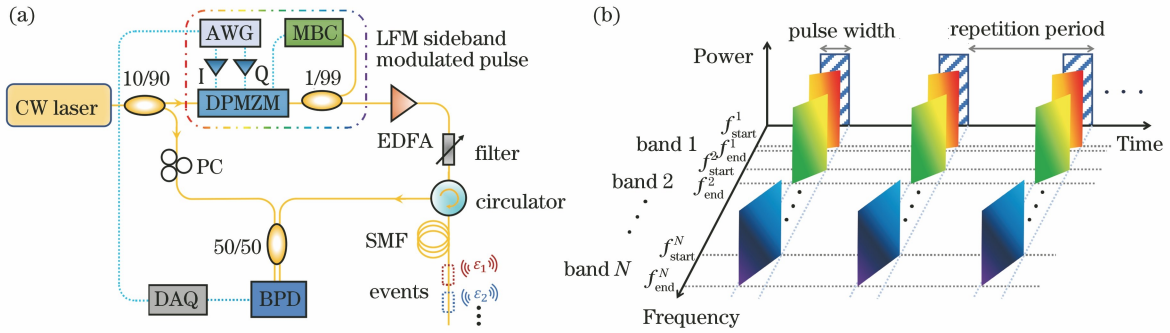 (a)
AWG
MBC
LFM sideband
modulated pulse
I
Q
10/90
1/99
CW laser
DPMZM
EDFA
filter
PC
circulator
50/50
SMF
ε₁
events
ε₂
DAQ
BPD
(b)
Power
pulse width
repetition period
Time
f¹start
band 1
f¹end
f²start
band 2
f²end
fᴺstart
band N
fᴺend
Frequency